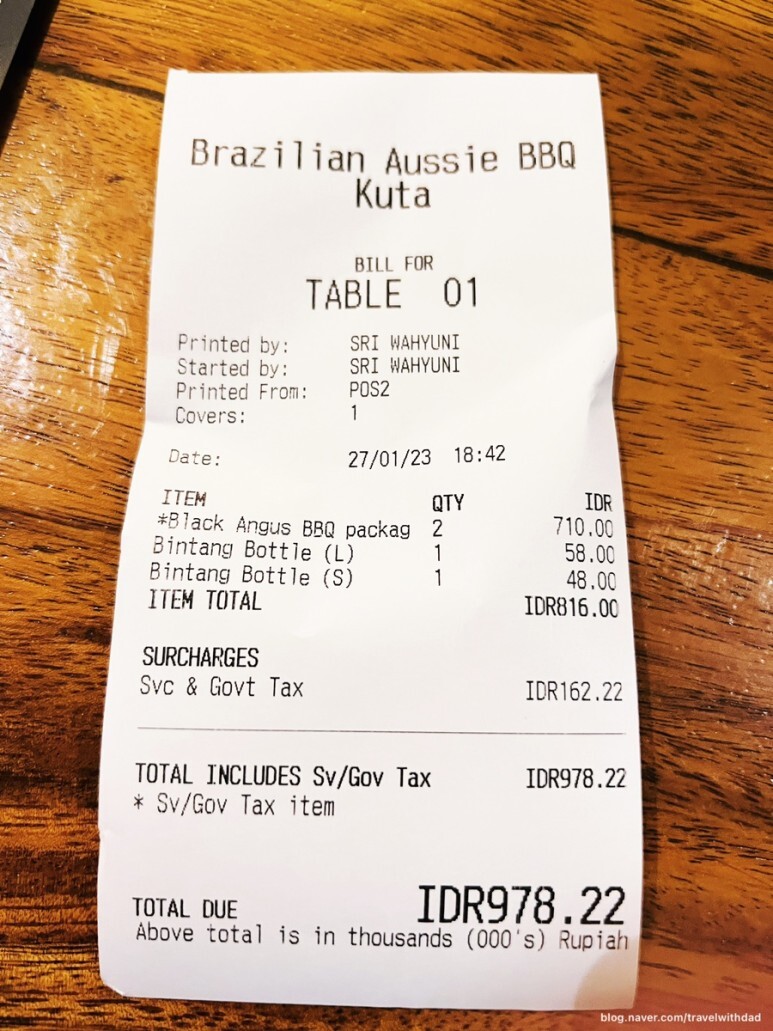 Brazilian Aussie BBQ
Kuta
BILL FOR
TABLE 01
Printed by: SRI WAHYUNI
Started by: SRI WAHYUNI
Printed From: POS2
Covers: 1
Date: 27/01/23 18:42
ITEM QTY IDR
*Black Angus BBQ packag 2 710.00
Bintang Bottle (L) 1 58.00
Bintang Bottle (S) 1 48.00
ITEM TOTAL IDR816.00
SURCHARGES
Svc & Govt Tax IDR162.22
TOTAL INCLUDES Sv/Gov Tax IDR978.22
* Sv/Gov Tax item
TOTAL DUE IDR978.22
Above total is in thousands (000's) Rupiah
blog.naver.com/travelwithdad